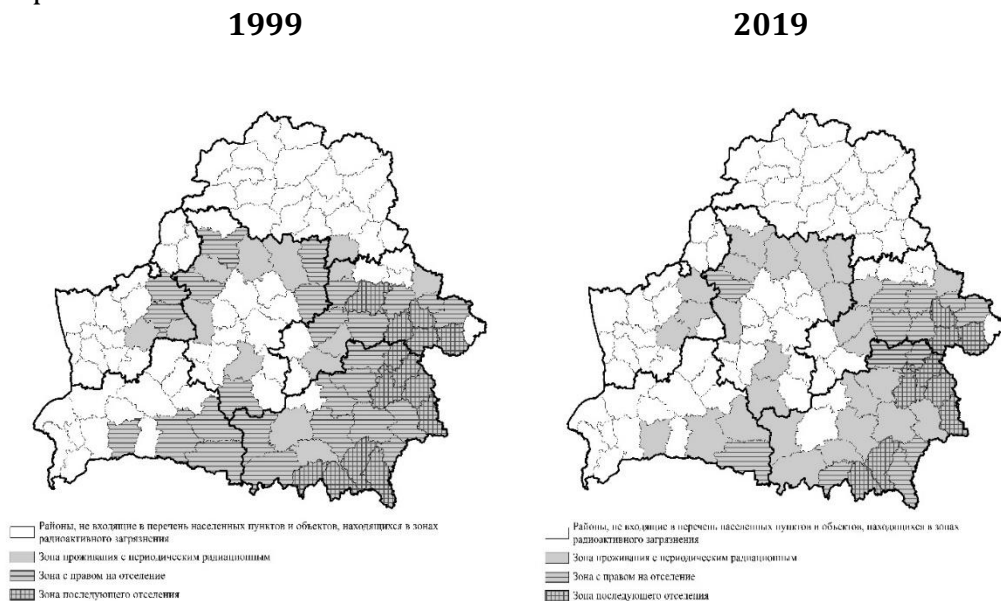 1999
2019
Районы, не входящие в перечень населенных пунктов и объектов, находящихся в зонах
радиоактивного загрязнения
Зона проживания с периодическим радиационным
Зона с правом на отселение
Зона последующего отселения
Районы, не входящие в перечень населенных пунктов и объектов, находящихся в зонах
радиоактивного загрязнения
Зона проживания с периодическим радиационным
Зона с правом на отселение
Зона последующего отселения